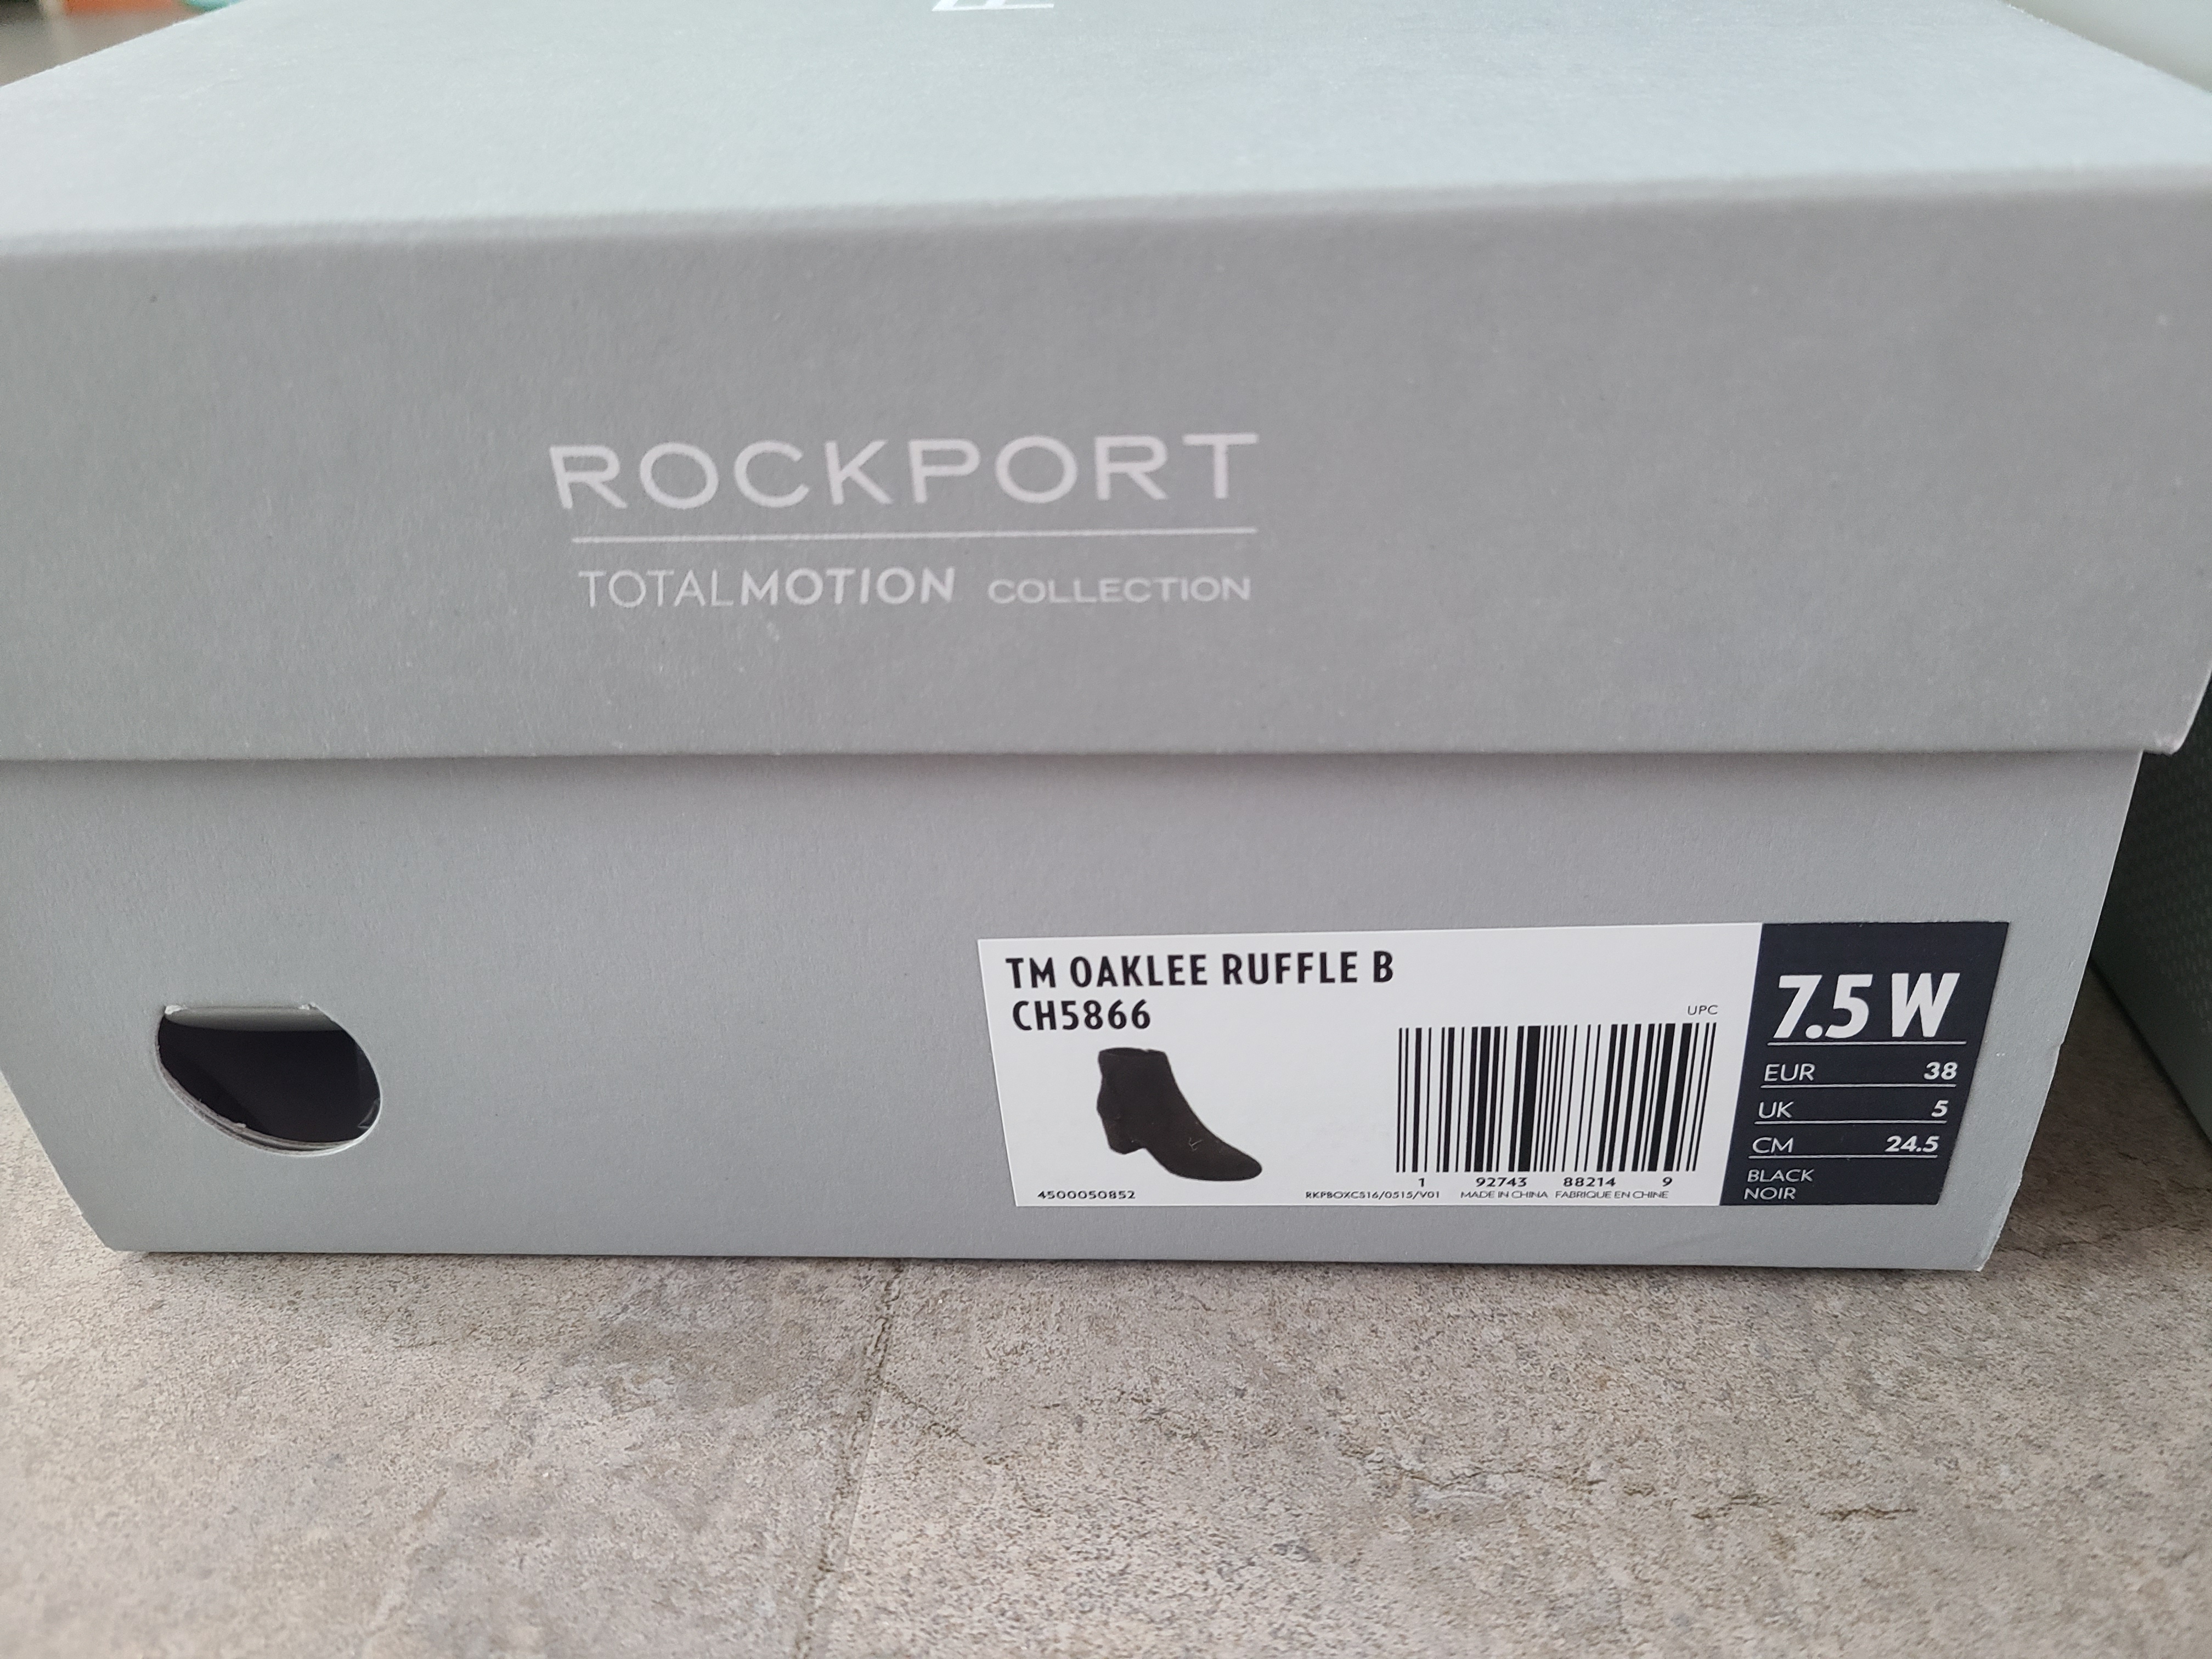 ROCKPORT
TOTALMOTION COLLECTION
TM OAKLEE RUFFLE B
CH5866
UPC
1 92743 88214 9
4500050852
RKPBOXCS16/0515/V01 MADE IN CHINA FABRIQUE EN CHINE
7.5 W
EUR 38
UK 5
CM 24.5
BLACK
NOIR